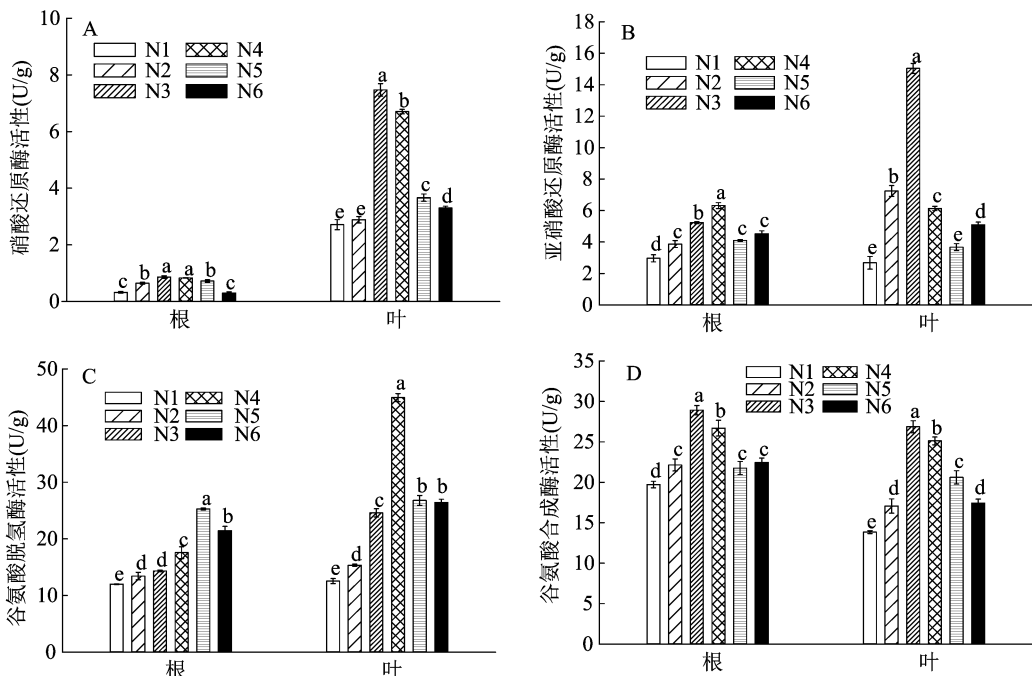 A
硝酸还原酶活性(U/g)
10
8
6
4
2
0
N1 N4
N2 N5
N3 N6
c b a a b c
e e a b c d
根 叶
B
亚硝酸还原酶活性(U/g)
18
16
14
12
10
8
6
4
2
0
N1 N4
N2 N5
N3 N6
d c b a c c
e b a c e d
根 叶
C
谷氨酸脱氢酶活性(U/g)
50
40
30
20
10
0
N1 N4
N2 N5
N3 N6
e d d c a b
e d c a b b
根 叶
D
谷氨酸合成酶活性(U/g)
35
30
25
20
15
10
5
0
N1 N4
N2 N5
N3 N6
d c a b c c
e d a b c d
根 叶